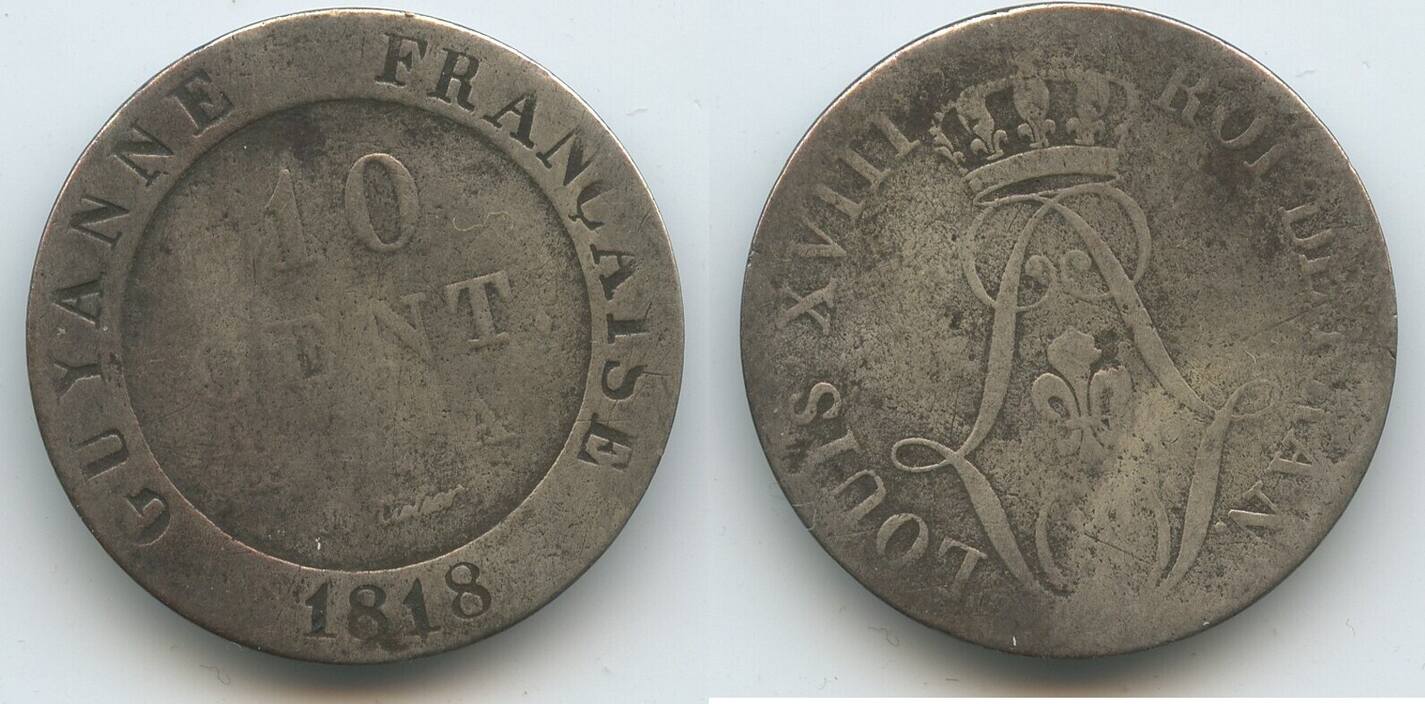 GUYANNE FRANÇAISE
10
CENT.
A
1818
LOUIS XVIII ROI DE FRAN.